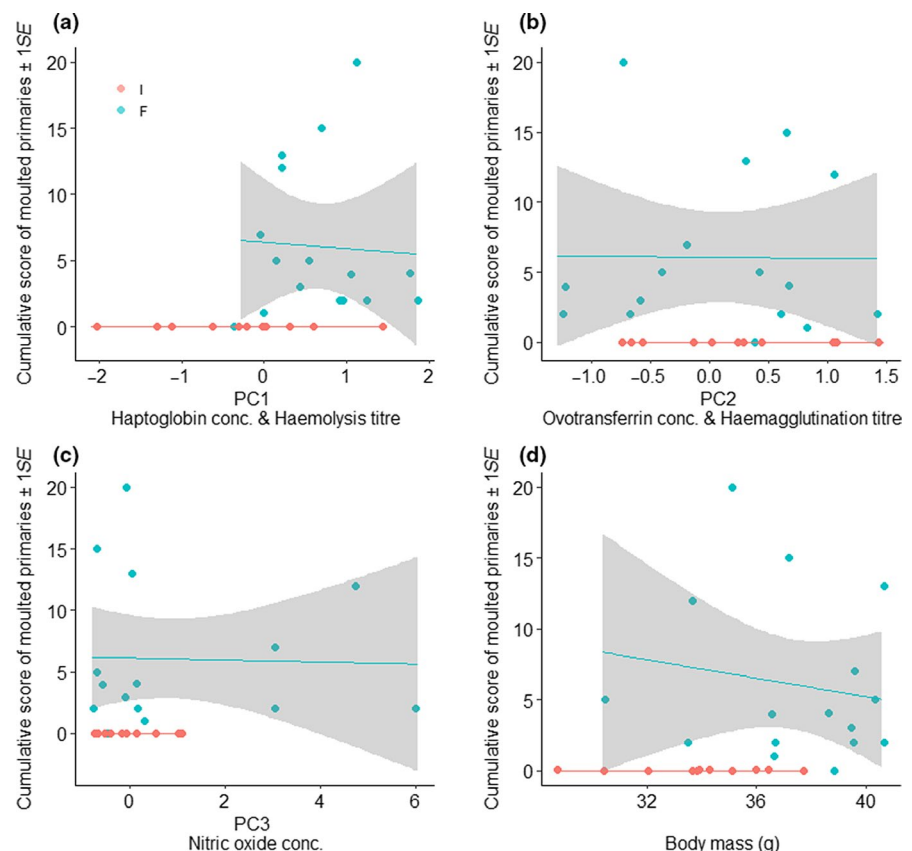 (a)
Cumulative score of moulted primaries ± 1SE
20
15
10
5
0
I
F
−2
−1
0
1
2
PC1
Haptoglobin conc. & Haemolysis titre
(b)
Cumulative score of moulted primaries ± 1SE
20
15
10
5
0
−1.0
−0.5
0.0
0.5
1.0
1.5
PC2
Ovotransferrin conc. & Haemagglutination titre
(c)
Cumulative score of moulted primaries ± 1SE
20
15
10
5
0
0
2
4
6
PC3
Nitric oxide conc.
(d)
Cumulative score of moulted primaries ± 1SE
20
15
10
5
0
32
36
40
Body mass (g)